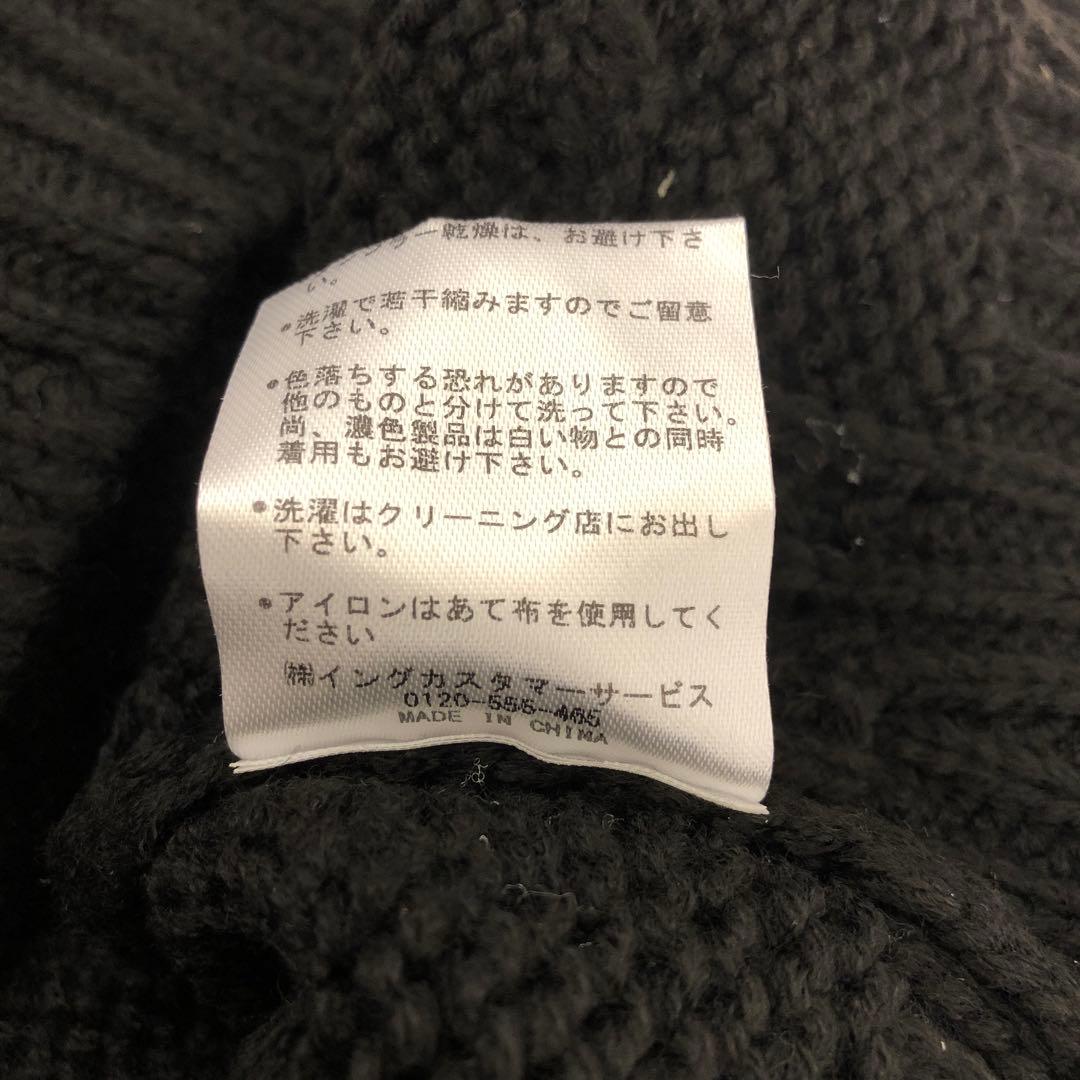 ー乾燥は、お避け下さ
い。
•洗濯で若干縮みますのでご留意
下さい。
•色落ちする恐れがありますので
他のものと分けて洗って下さい。
尚、濃色製品は白い物との同時
着用もお避け下さい。
•洗濯はクリーニング店にお出し
下さい。
•アイロンはあて布を使用してく
ださい
㈱イングカスタマーサービス
0120-555-465
MADE IN CHINA